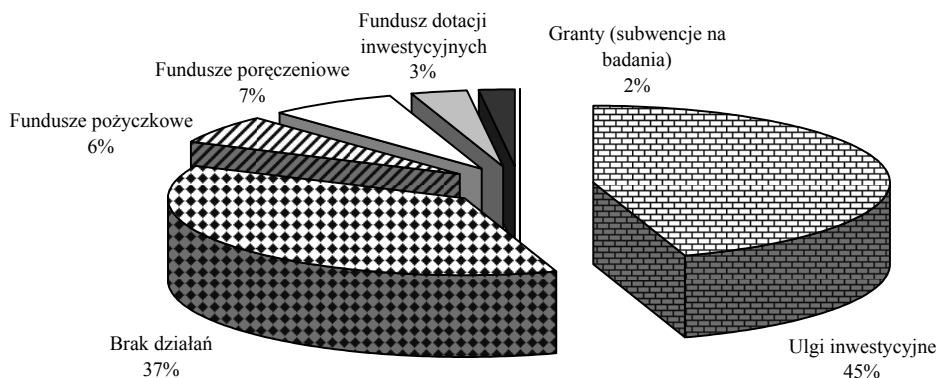 Fundusz dotacji
inwestycyjnych
3%
Granty (subwencje na
badania)
2%
Fundusze poręczeniowe
7%
Fundusze pożyczkowe
6%
Brak działań
37%
Ulgi inwestycyjne
45%